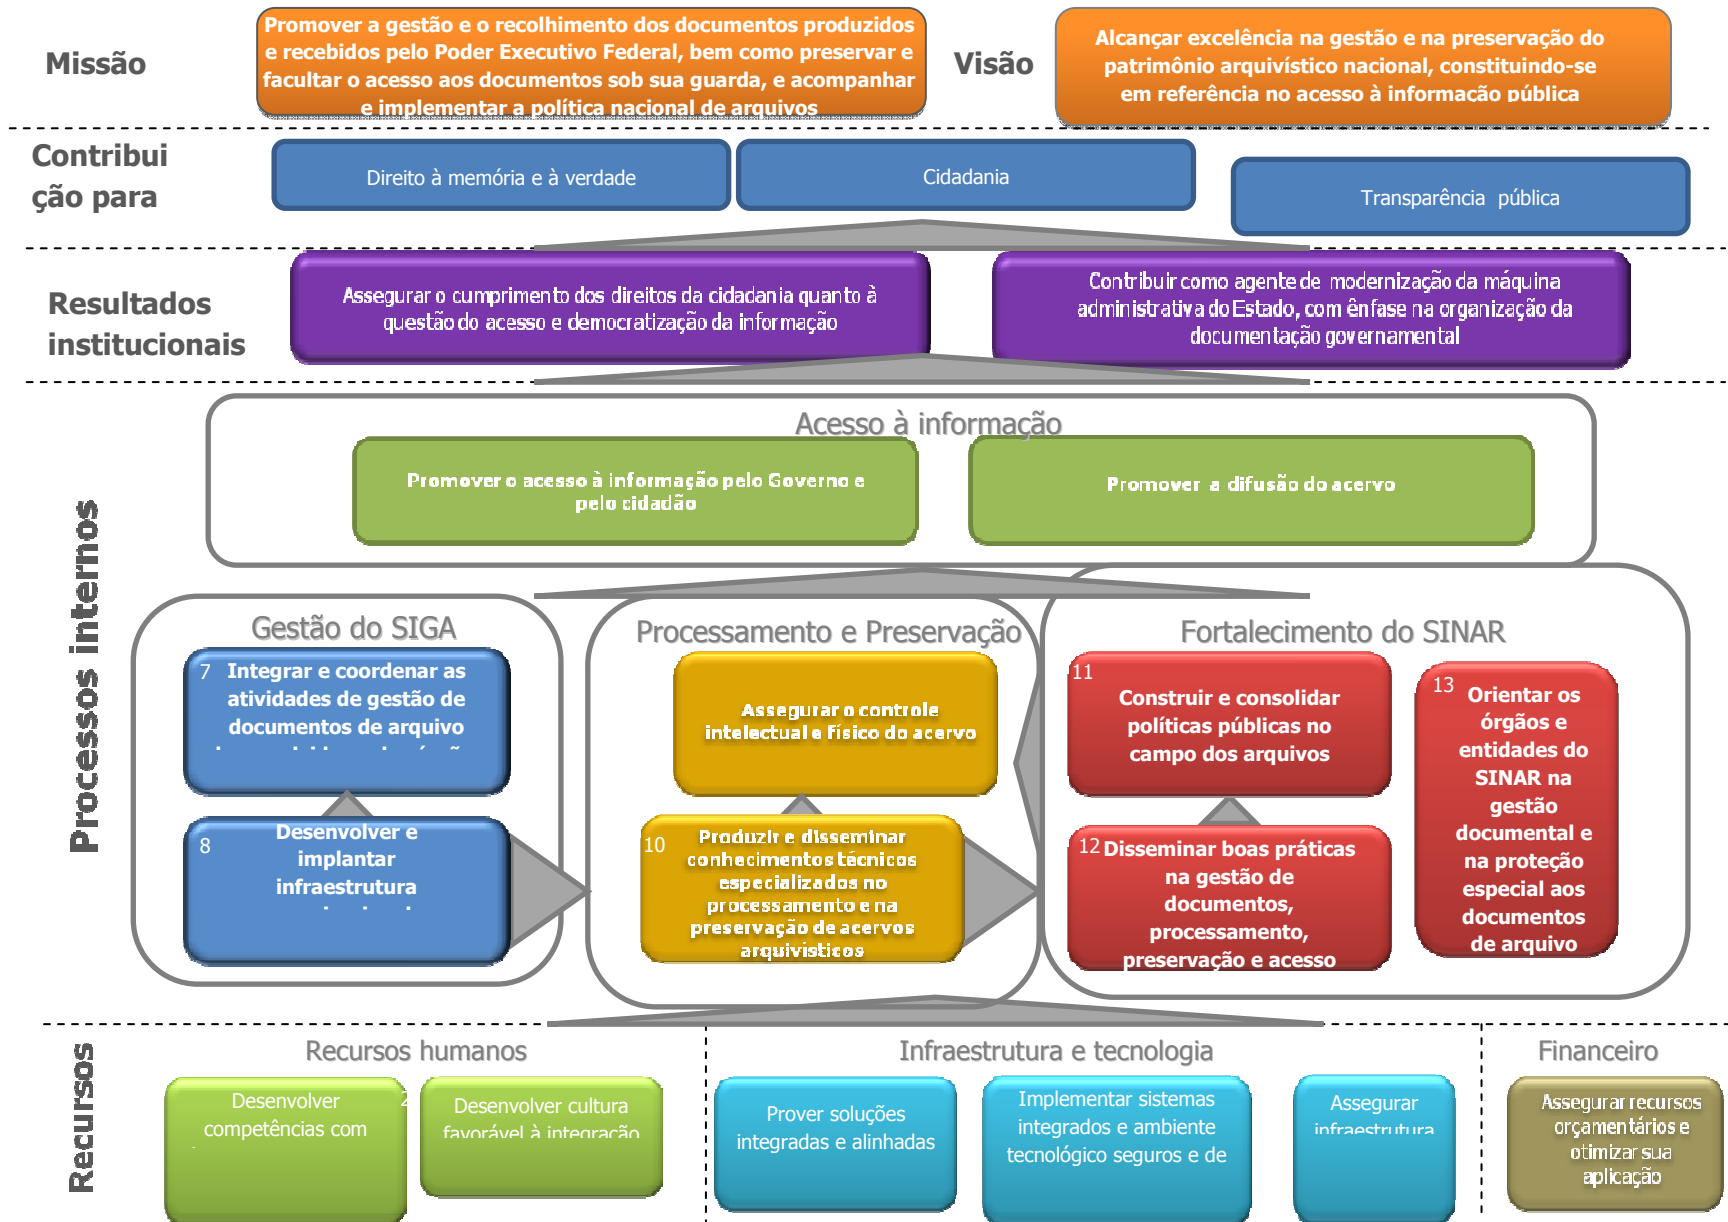 Missão
Promover a gestão e o recolhimento dos documentos produzidos
e recebidos pelo Poder Executivo Federal, bem como preservar e
facultar o acesso aos documentos sob sua guarda, e acompanhar
e implementar a política nacional de arquivos
Visão
Alcançar excelência na gestão e na preservação do
patrimônio arquivístico nacional, constituindo-se
em referência no acesso à informação pública
Contribui
ção para
Direito à memória e à verdade
Cidadania
Transparência pública
Resultados
institucionais
Assegurar o cumprimento dos direitos da cidadania quanto à
questão do acesso e democratização da informação
Contribuir como agente de modernização da máquina
administrativa do Estado, com ênfase na organização da
documentação governamental
Processos internos
Acesso à informação
Promover o acesso à informação pelo Governo e
pelo cidadão
Promover a difusão do acervo
Gestão do SIGA
7 Integrar e coordenar as
atividades de gestão de
documentos de arquivo
8 Desenvolver e
implantar
infraestrutura
Processamento e Preservação
Assegurar o controle
intelectual e físico do acervo
10 Produzir e disseminar
conhecimentos técnicos
especializados no
processamento e na
preservação de acervos
arquivísticos
Fortalecimento do SINAR
11
Construir e consolidar
políticas públicas no
campo dos arquivos
12 Disseminar boas práticas
na gestão de
documentos,
processamento,
preservação e acesso
13 Orientar os
órgãos e
entidades do
SINAR na
gestão
documental e
na proteção
especial aos
documentos
de arquivo
Recursos
Recursos humanos
Desenvolver
competências com
2
Desenvolver cultura
favorável à integração
Infraestrutura e tecnologia
Prover soluções
integradas e alinhadas
Implementar sistemas
integrados e ambiente
tecnológico seguros e de
Assegurar
infraestrutura
Financeiro
Assegurar recursos
orçamentários e
otimizar sua
aplicação